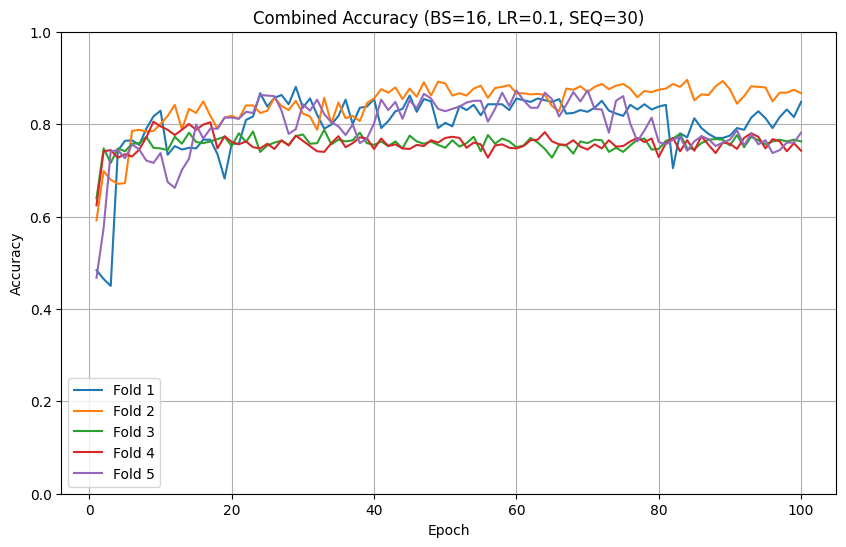 Combined Accuracy (BS=16, LR=0.1, SEQ=30)
1.0
0.8
0.6
0.4
0.2
0.0
Accuracy
Fold 1
Fold 2
Fold 3
Fold 4
Fold 5
0 20 40 60 80 100
Epoch